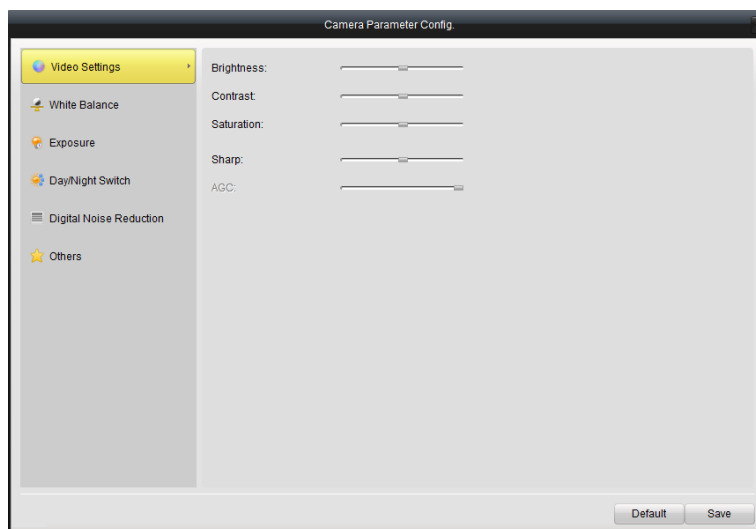 Camera Parameter Config.
Video Settings
White Balance
Exposure
Day/Night Switch
Digital Noise Reduction
Others
Brightness:
Contrast:
Saturation:
Sharp:
AGC:
Default
Save